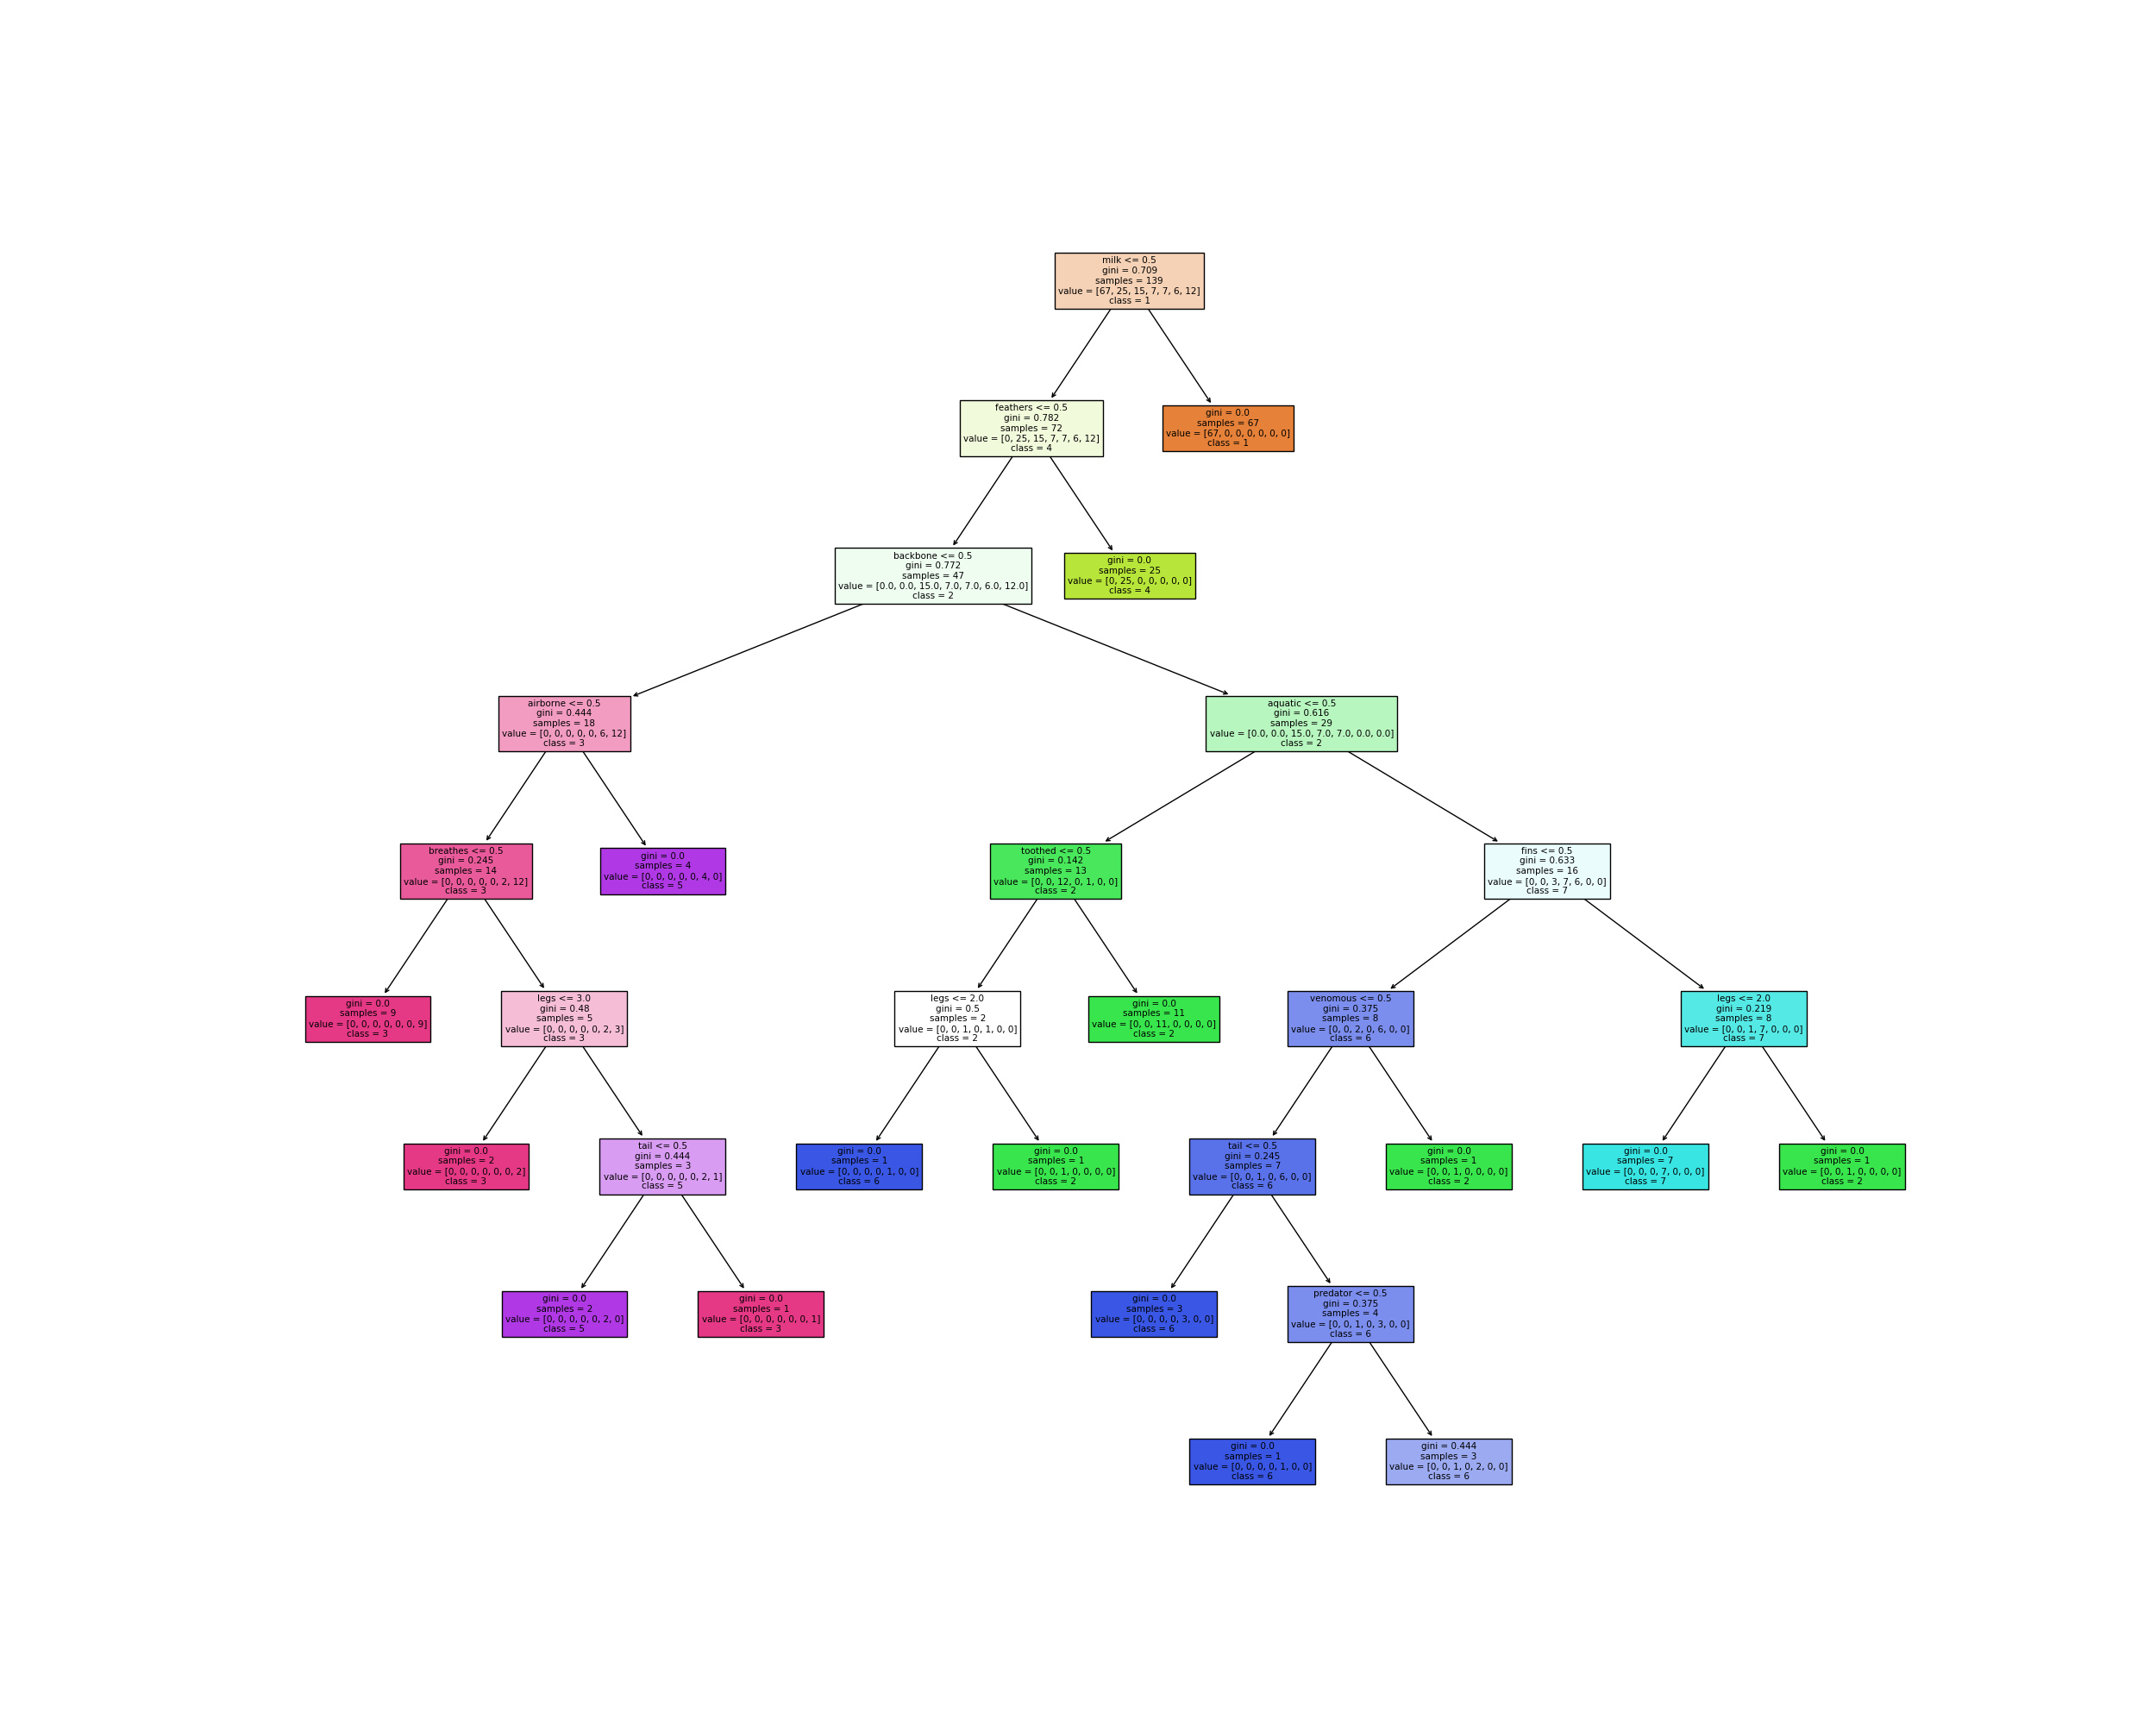 milk <= 0.5
gini = 0.709
samples = 139
value = [67, 25, 15, 7, 7, 6, 12]
class = 1
feathers <= 0.5
gini = 0.782
samples = 72
value = [0, 25, 15, 7, 7, 6, 12]
class = 4
gini = 0.0
samples = 67
value = [67, 0, 0, 0, 0, 0, 0]
class = 1
backbone <= 0.5
gini = 0.772
samples = 47
value = [0.0, 0.0, 15.0, 7.0, 7.0, 6.0, 12.0]
class = 2
gini = 0.0
samples = 25
value = [0, 25, 0, 0, 0, 0, 0]
class = 4
airborne <= 0.5
gini = 0.444
samples = 18
value = [0, 0, 0, 0, 0, 6, 12]
class = 3
aquatic <= 0.5
gini = 0.616
samples = 29
value = [0.0, 0.0, 15.0, 7.0, 7.0, 0.0, 0.0]
class = 2
breathes <= 0.5
gini = 0.245
samples = 14
value = [0, 0, 0, 0, 0, 2, 12]
class = 3
gini = 0.0
samples = 4
value = [0, 0, 0, 0, 0, 4, 0]
class = 5
toothed <= 0.5
gini = 0.142
samples = 13
value = [0, 0, 12, 0, 1, 0, 0]
class = 2
fins <= 0.5
gini = 0.633
samples = 16
value = [0, 0, 3, 7, 6, 0, 0]
class = 7
gini = 0.0
samples = 9
value = [0, 0, 0, 0, 0, 0, 9]
class = 3
legs <= 3.0
gini = 0.48
samples = 5
value = [0, 0, 0, 0, 0, 2, 3]
class = 3
legs <= 2.0
gini = 0.5
samples = 2
value = [0, 0, 1, 0, 1, 0, 0]
class = 2
gini = 0.0
samples = 11
value = [0, 0, 11, 0, 0, 0, 0]
class = 2
venomous <= 0.5
gini = 0.375
samples = 8
value = [0, 0, 2, 0, 6, 0, 0]
class = 6
legs <= 2.0
gini = 0.219
samples = 8
value = [0, 0, 1, 7, 0, 0, 0]
class = 7
gini = 0.0
samples = 2
value = [0, 0, 0, 0, 0, 0, 2]
class = 3
tail <= 0.5
gini = 0.444
samples = 3
value = [0, 0, 0, 0, 0, 2, 1]
class = 5
gini = 0.0
samples = 1
value = [0, 0, 0, 0, 1, 0, 0]
class = 6
gini = 0.0
samples = 1
value = [0, 0, 1, 0, 0, 0, 0]
class = 2
tail <= 0.5
gini = 0.245
samples = 7
value = [0, 0, 1, 0, 6, 0, 0]
class = 6
gini = 0.0
samples = 1
value = [0, 0, 1, 0, 0, 0, 0]
class = 2
gini = 0.0
samples = 7
value = [0, 0, 0, 7, 0, 0, 0]
class = 7
gini = 0.0
samples = 1
value = [0, 0, 1, 0, 0, 0, 0]
class = 2
gini = 0.0
samples = 2
value = [0, 0, 0, 0, 0, 2, 0]
class = 5
gini = 0.0
samples = 1
value = [0, 0, 0, 0, 0, 0, 1]
class = 3
gini = 0.0
samples = 3
value = [0, 0, 0, 0, 3, 0, 0]
class = 6
predator <= 0.5
gini = 0.375
samples = 4
value = [0, 0, 1, 0, 3, 0, 0]
class = 6
gini = 0.0
samples = 1
value = [0, 0, 0, 0, 1, 0, 0]
class = 6
gini = 0.444
samples = 3
value = [0, 0, 1, 0, 2, 0, 0]
class = 6